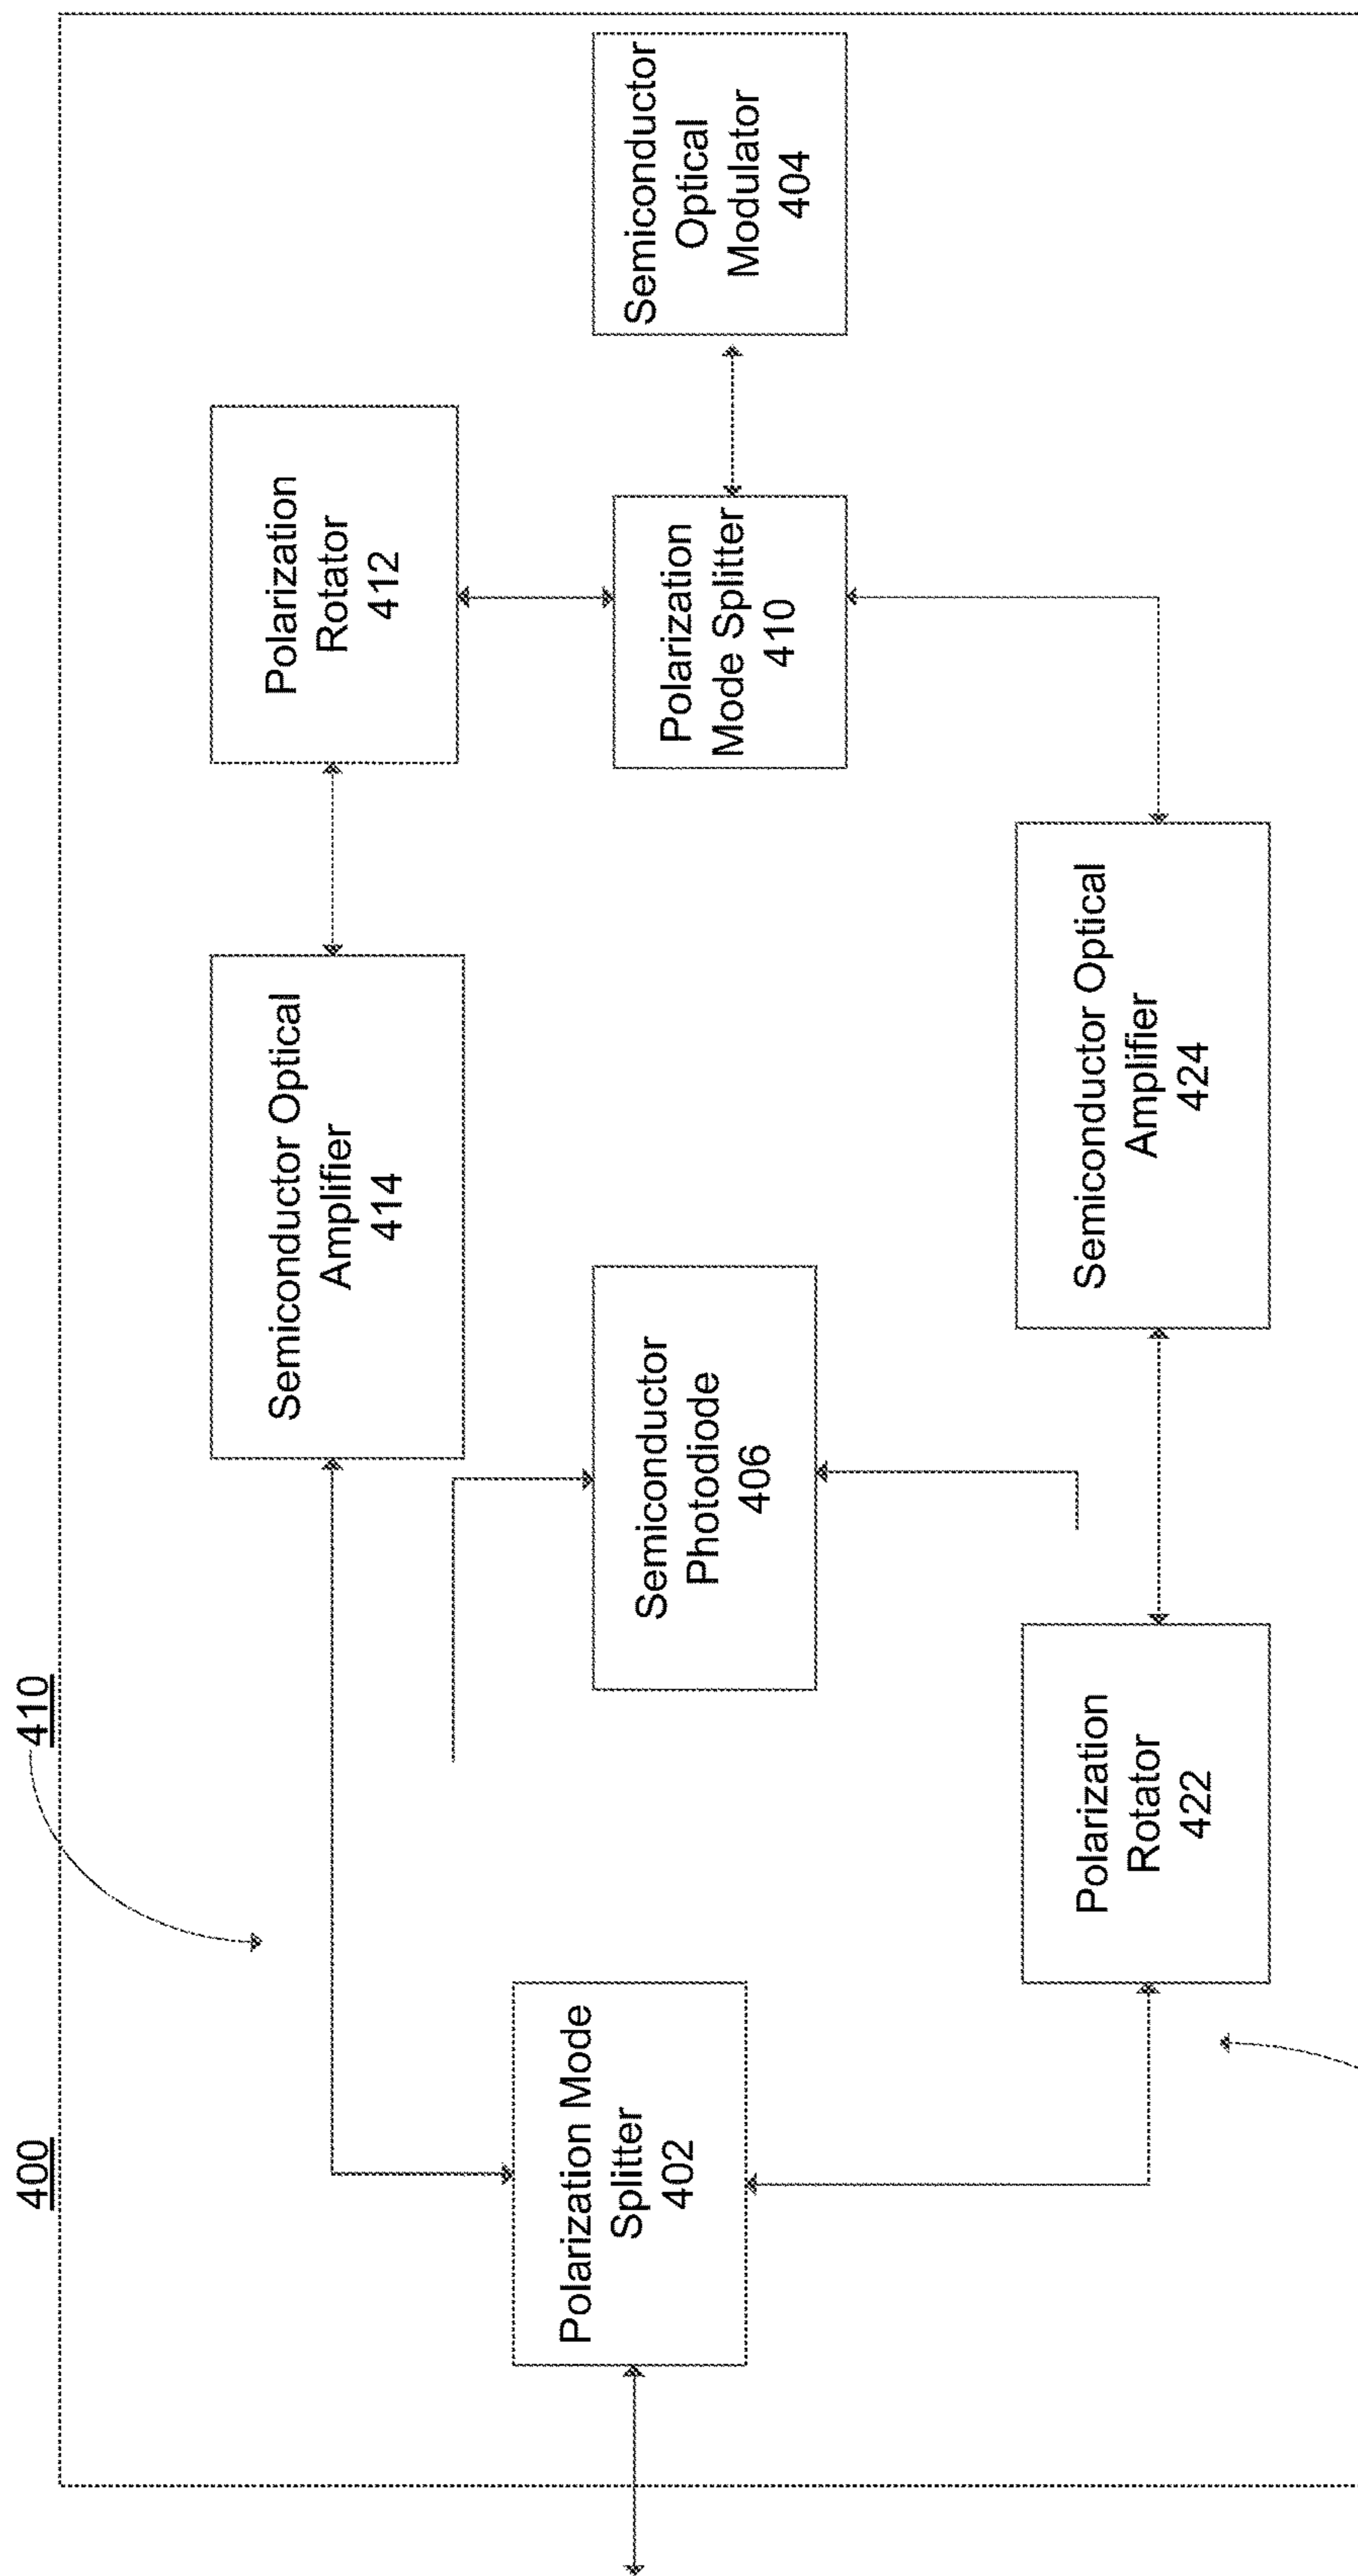 400
410
Polarization Mode
Splitter
402
Semiconductor Optical
Amplifier
414
Polarization
Rotator
412
Semiconductor
Photodiode
406
Polarization
Mode Splitter
410
Semiconductor
Optical
Modulator
404
Polarization
Rotator
422
Semiconductor Optical
Amplifier
424